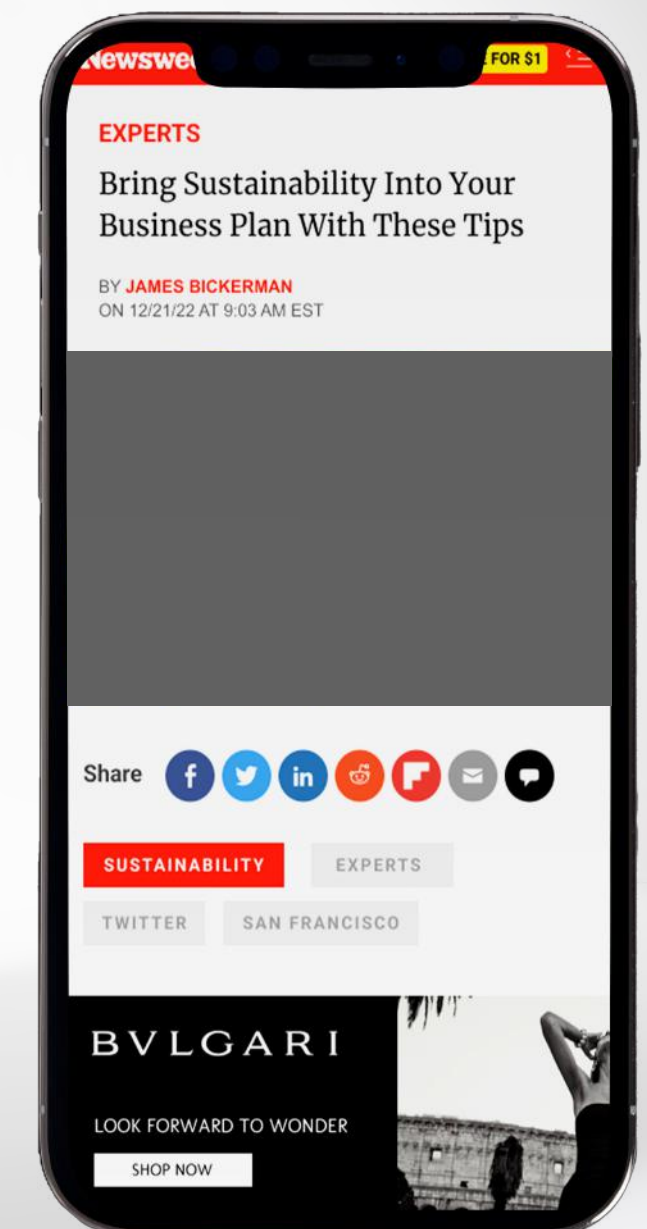 EXPERTS
Bring Sustainability Into Your
Business Plan With These Tips
BY JAMES BICKERMAN
ON 12/21/22 AT 9:03 AM EST
FOR $1
Share
SUSTAINABILITY
EXPERTS
TWITTER
SAN FRANCISCO
BVLGARI
LOOK FORWARD TO WONDER
SHOP NOW